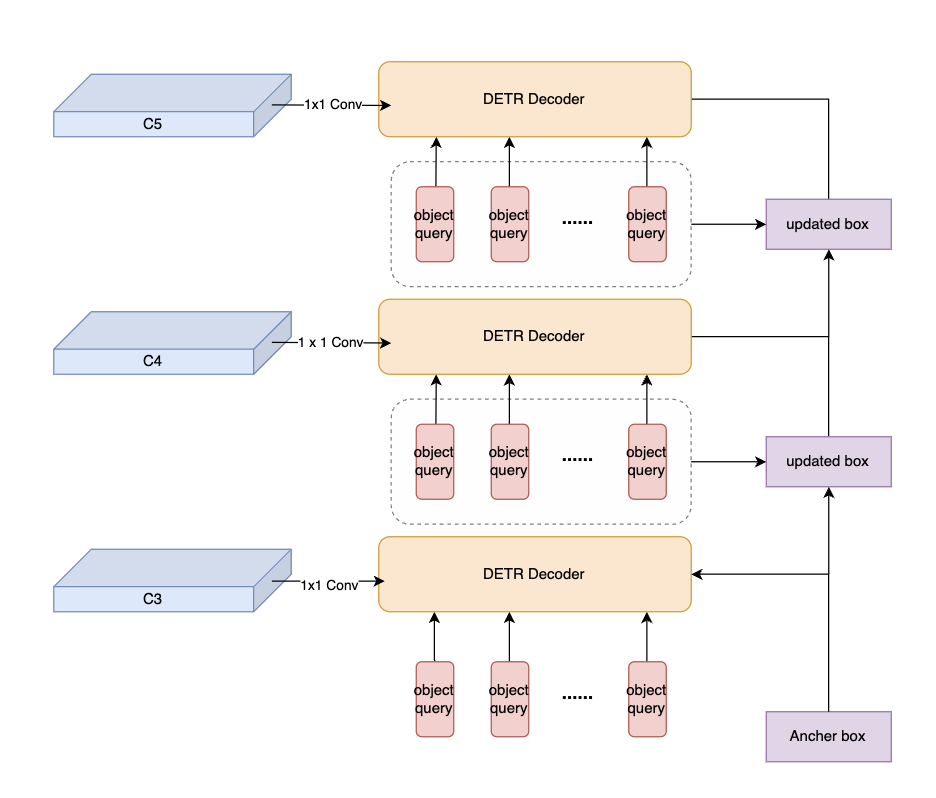 C5
1x1 Conv
DETR Decoder
object
query
object
query
......
object
query
updated box
C4
1 x 1 Conv
DETR Decoder
object
query
object
query
......
object
query
updated box
C3
1x1 Conv
DETR Decoder
object
query
object
query
......
object
query
Ancher box